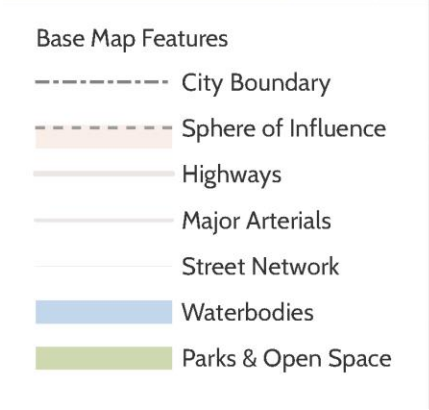 Base Map Features
City Boundary
Sphere of Influence
Highways
Major Arterials
Street Network
Waterbodies
Parks & Open Space